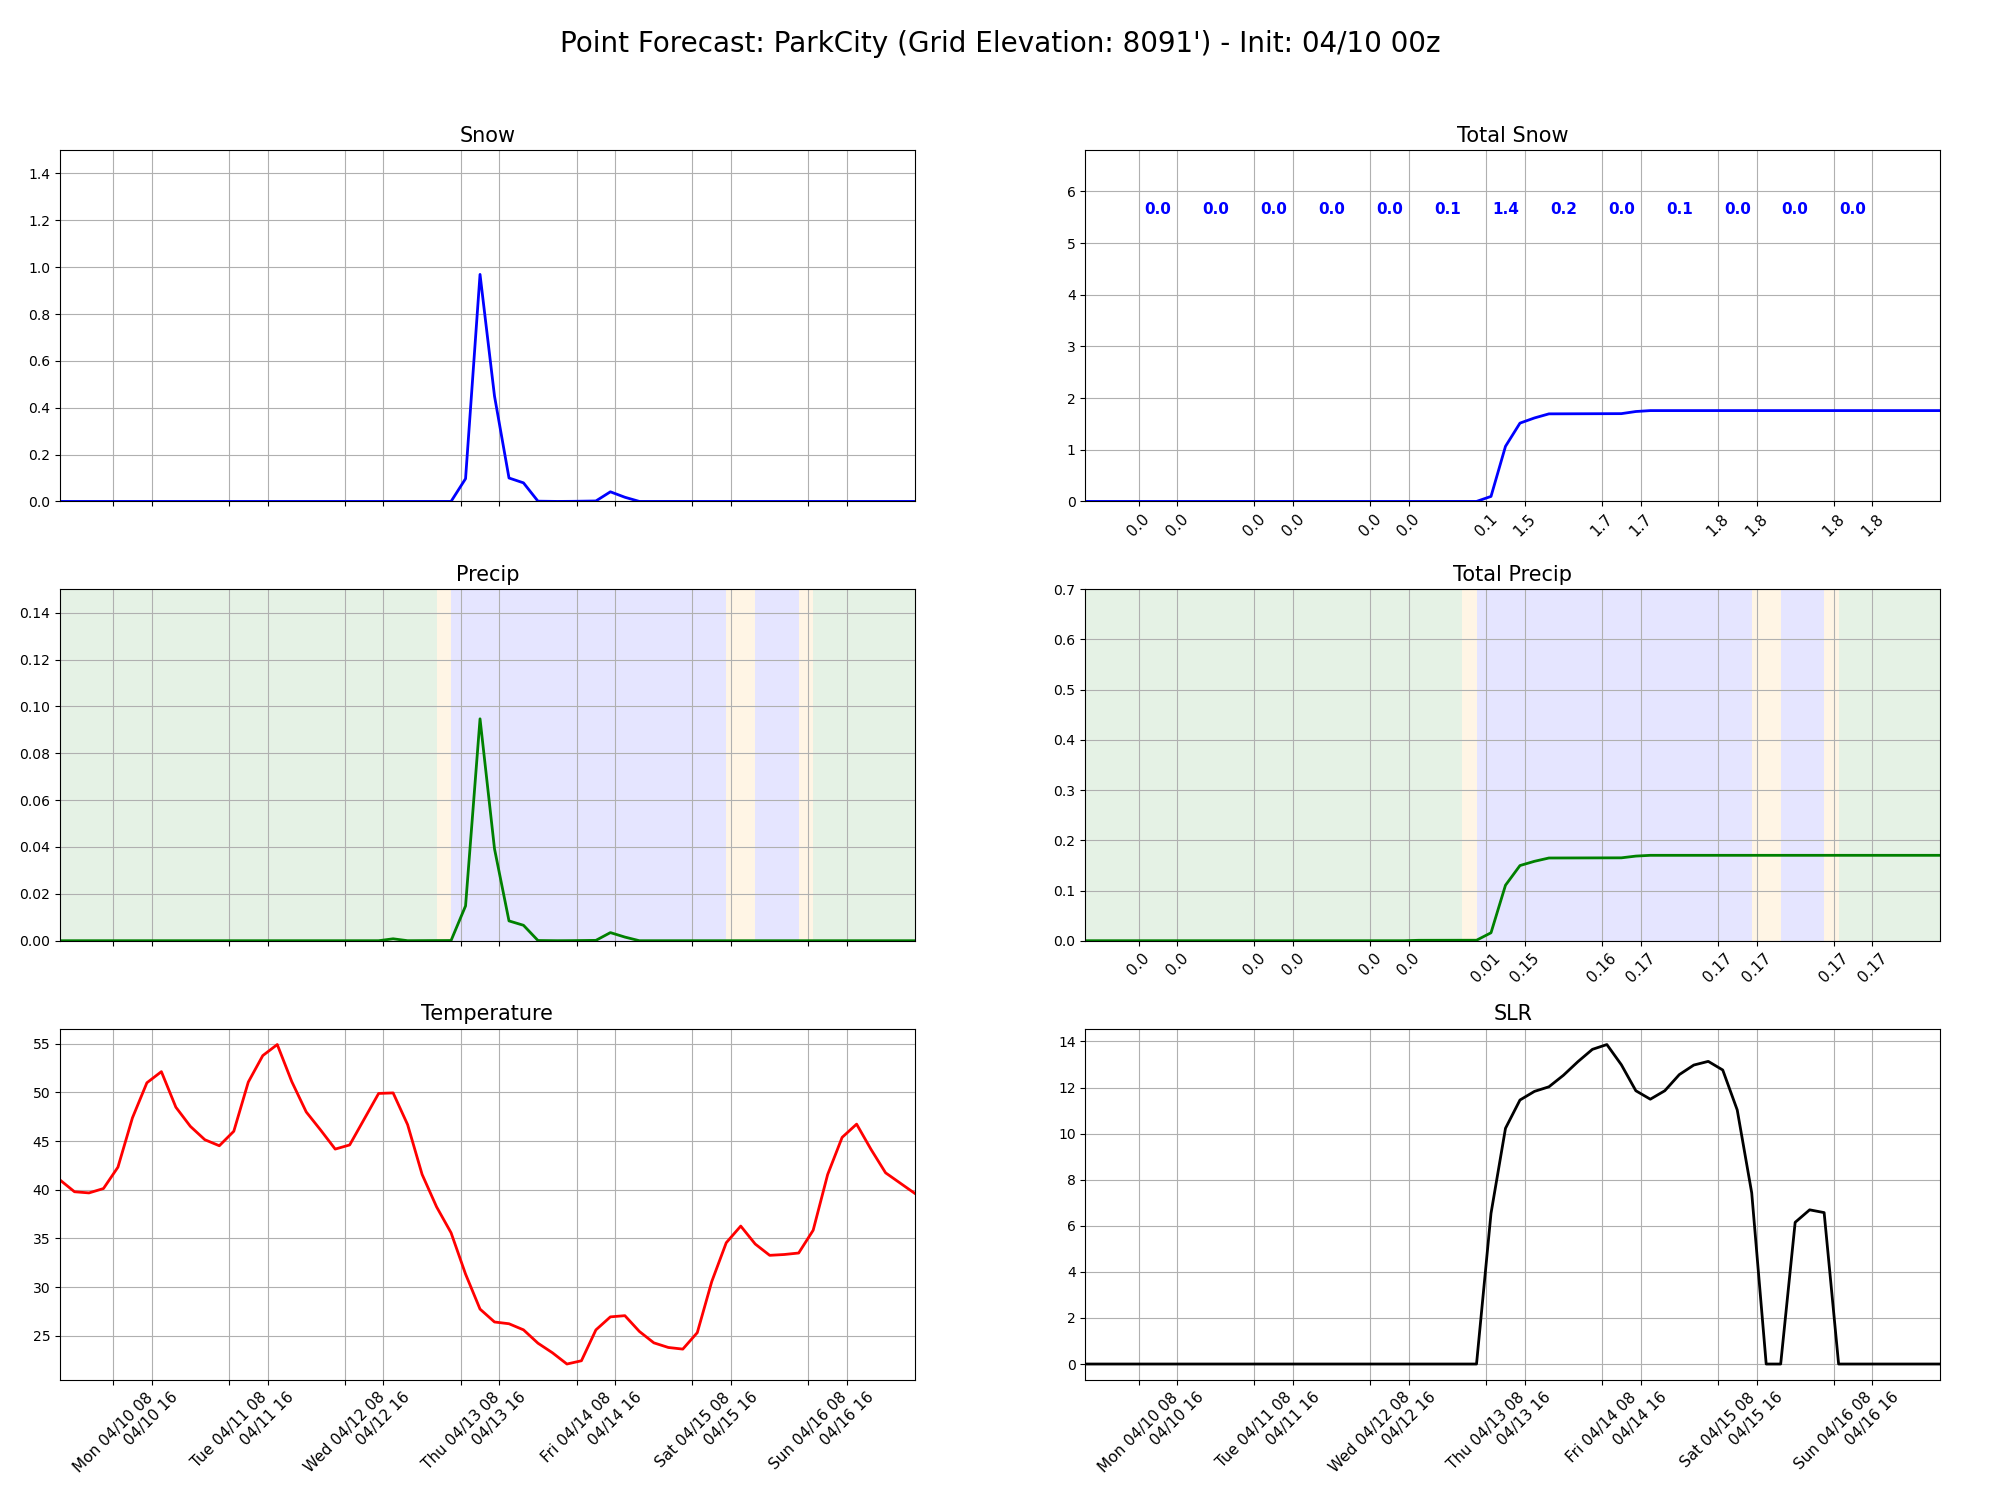 Point Forecast: ParkCity (Grid Elevation: 8091') - Init: 04/10 00z
Snow
1.4
1.2
1.0
0.8
0.6
0.4
0.2
0.0
Total Snow
6
5
4
3
2
1
0
0.0 0.0 0.0 0.0 0.0 0.1 1.4 0.2 0.0 0.1 0.0 0.0 0.0
0.0 0.0 0.0 0.0 0.0 0.0 0.1 1.5 1.7 1.7 1.8 1.8 1.8 1.8
Precip
0.14
0.12
0.10
0.08
0.06
0.04
0.02
0.00
Total Precip
0.7
0.6
0.5
0.4
0.3
0.2
0.1
0.0
0.0 0.0 0.0 0.0 0.0 0.0 0.01 0.15 0.16 0.17 0.17 0.17 0.17 0.17
Temperature
55
50
45
40
35
30
25
Mon 04/10 08
04/10 16
Tue 04/11 08
04/11 16
Wed 04/12 08
04/12 16
Thu 04/13 08
04/13 16
Fri 04/14 08
04/14 16
Sat 04/15 08
04/15 16
Sun 04/16 08
04/16 16
SLR
14
12
10
8
6
4
2
0
Mon 04/10 08
04/10 16
Tue 04/11 08
04/11 16
Wed 04/12 08
04/12 16
Thu 04/13 08
04/13 16
Fri 04/14 08
04/14 16
Sat 04/15 08
04/15 16
Sun 04/16 08
04/16 16